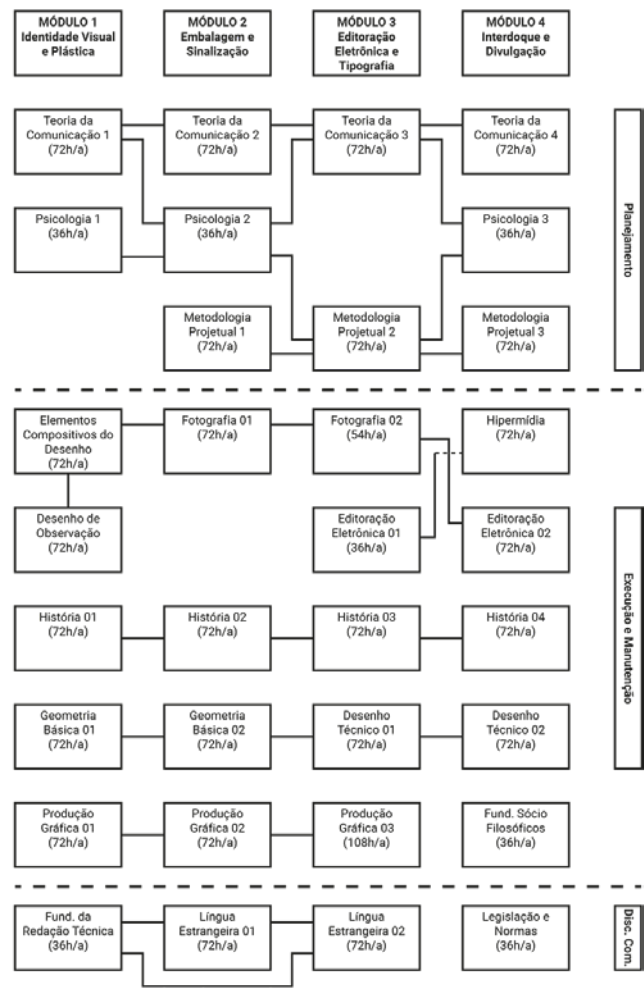 MÓDULO 1
Identidade Visual
e Plástica
MÓDULO 2
Embalagem e
Sinalização
MÓDULO 3
Editoração
Eletrônica e
Tipografia
MÓDULO 4
Interdoque e
Divulgação
Teoria da
Comunicação 1
(72h/a)
Teoria da
Comunicação 2
(72h/a)
Teoria da
Comunicação 3
(72h/a)
Teoria da
Comunicação 4
(72h/a)
Psicologia 1
(36h/a)
Psicologia 2
(36h/a)
Psicologia 3
(36h/a)
Planejamento
Metodologia
Projetual 1
(72h/a)
Metodologia
Projetual 2
(72h/a)
Metodologia
Projetual 3
(72h/a)
Elementos
Compositivos do
Desenho
(72h/a)
Fotografia 01
(72h/a)
Fotografia 02
(54h/a)
Hipermídia
(72h/a)
Desenho de
Observação
(72h/a)
Editoração
Eletrônica 01
(36h/a)
Editoração
Eletrônica 02
(72h/a)
Execução e Manutenção
História 01
(72h/a)
História 02
(72h/a)
História 03
(72h/a)
História 04
(72h/a)
Geometria
Básica 01
(72h/a)
Geometria
Básica 02
(72h/a)
Desenho
Técnico 01
(72h/a)
Desenho
Técnico 02
(72h/a)
Produção
Gráfica 01
(72h/a)
Produção
Gráfica 02
(72h/a)
Produção
Gráfica 03
(108h/a)
Fund. Sócio
Filosóficos
(36h/a)
Fund. da
Redação Técnica
(36h/a)
Língua
Estrangeira 01
(72h/a)
Língua
Estrangeira 02
(72h/a)
Legislação e
Normas
(36h/a)
Disc. Com.